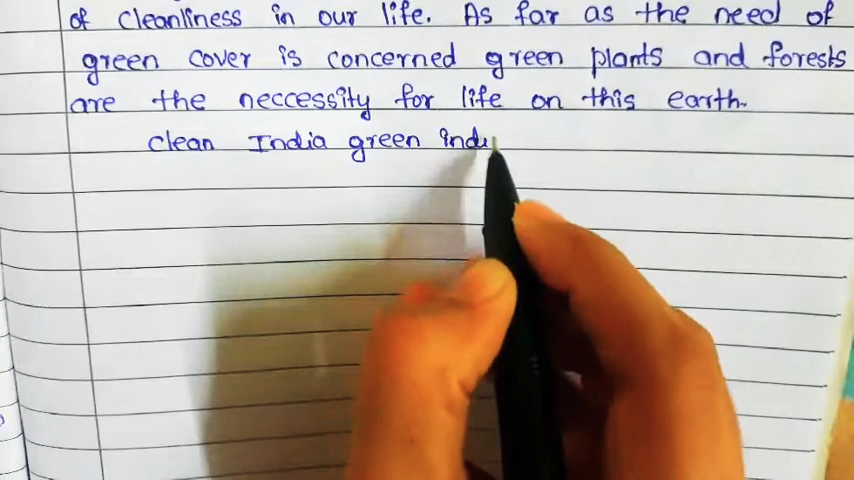 of cleanliness in our life. As far as the need of
green cover is concerned green plants and forests
are the neccessity for life on this earth.
clean India green indi